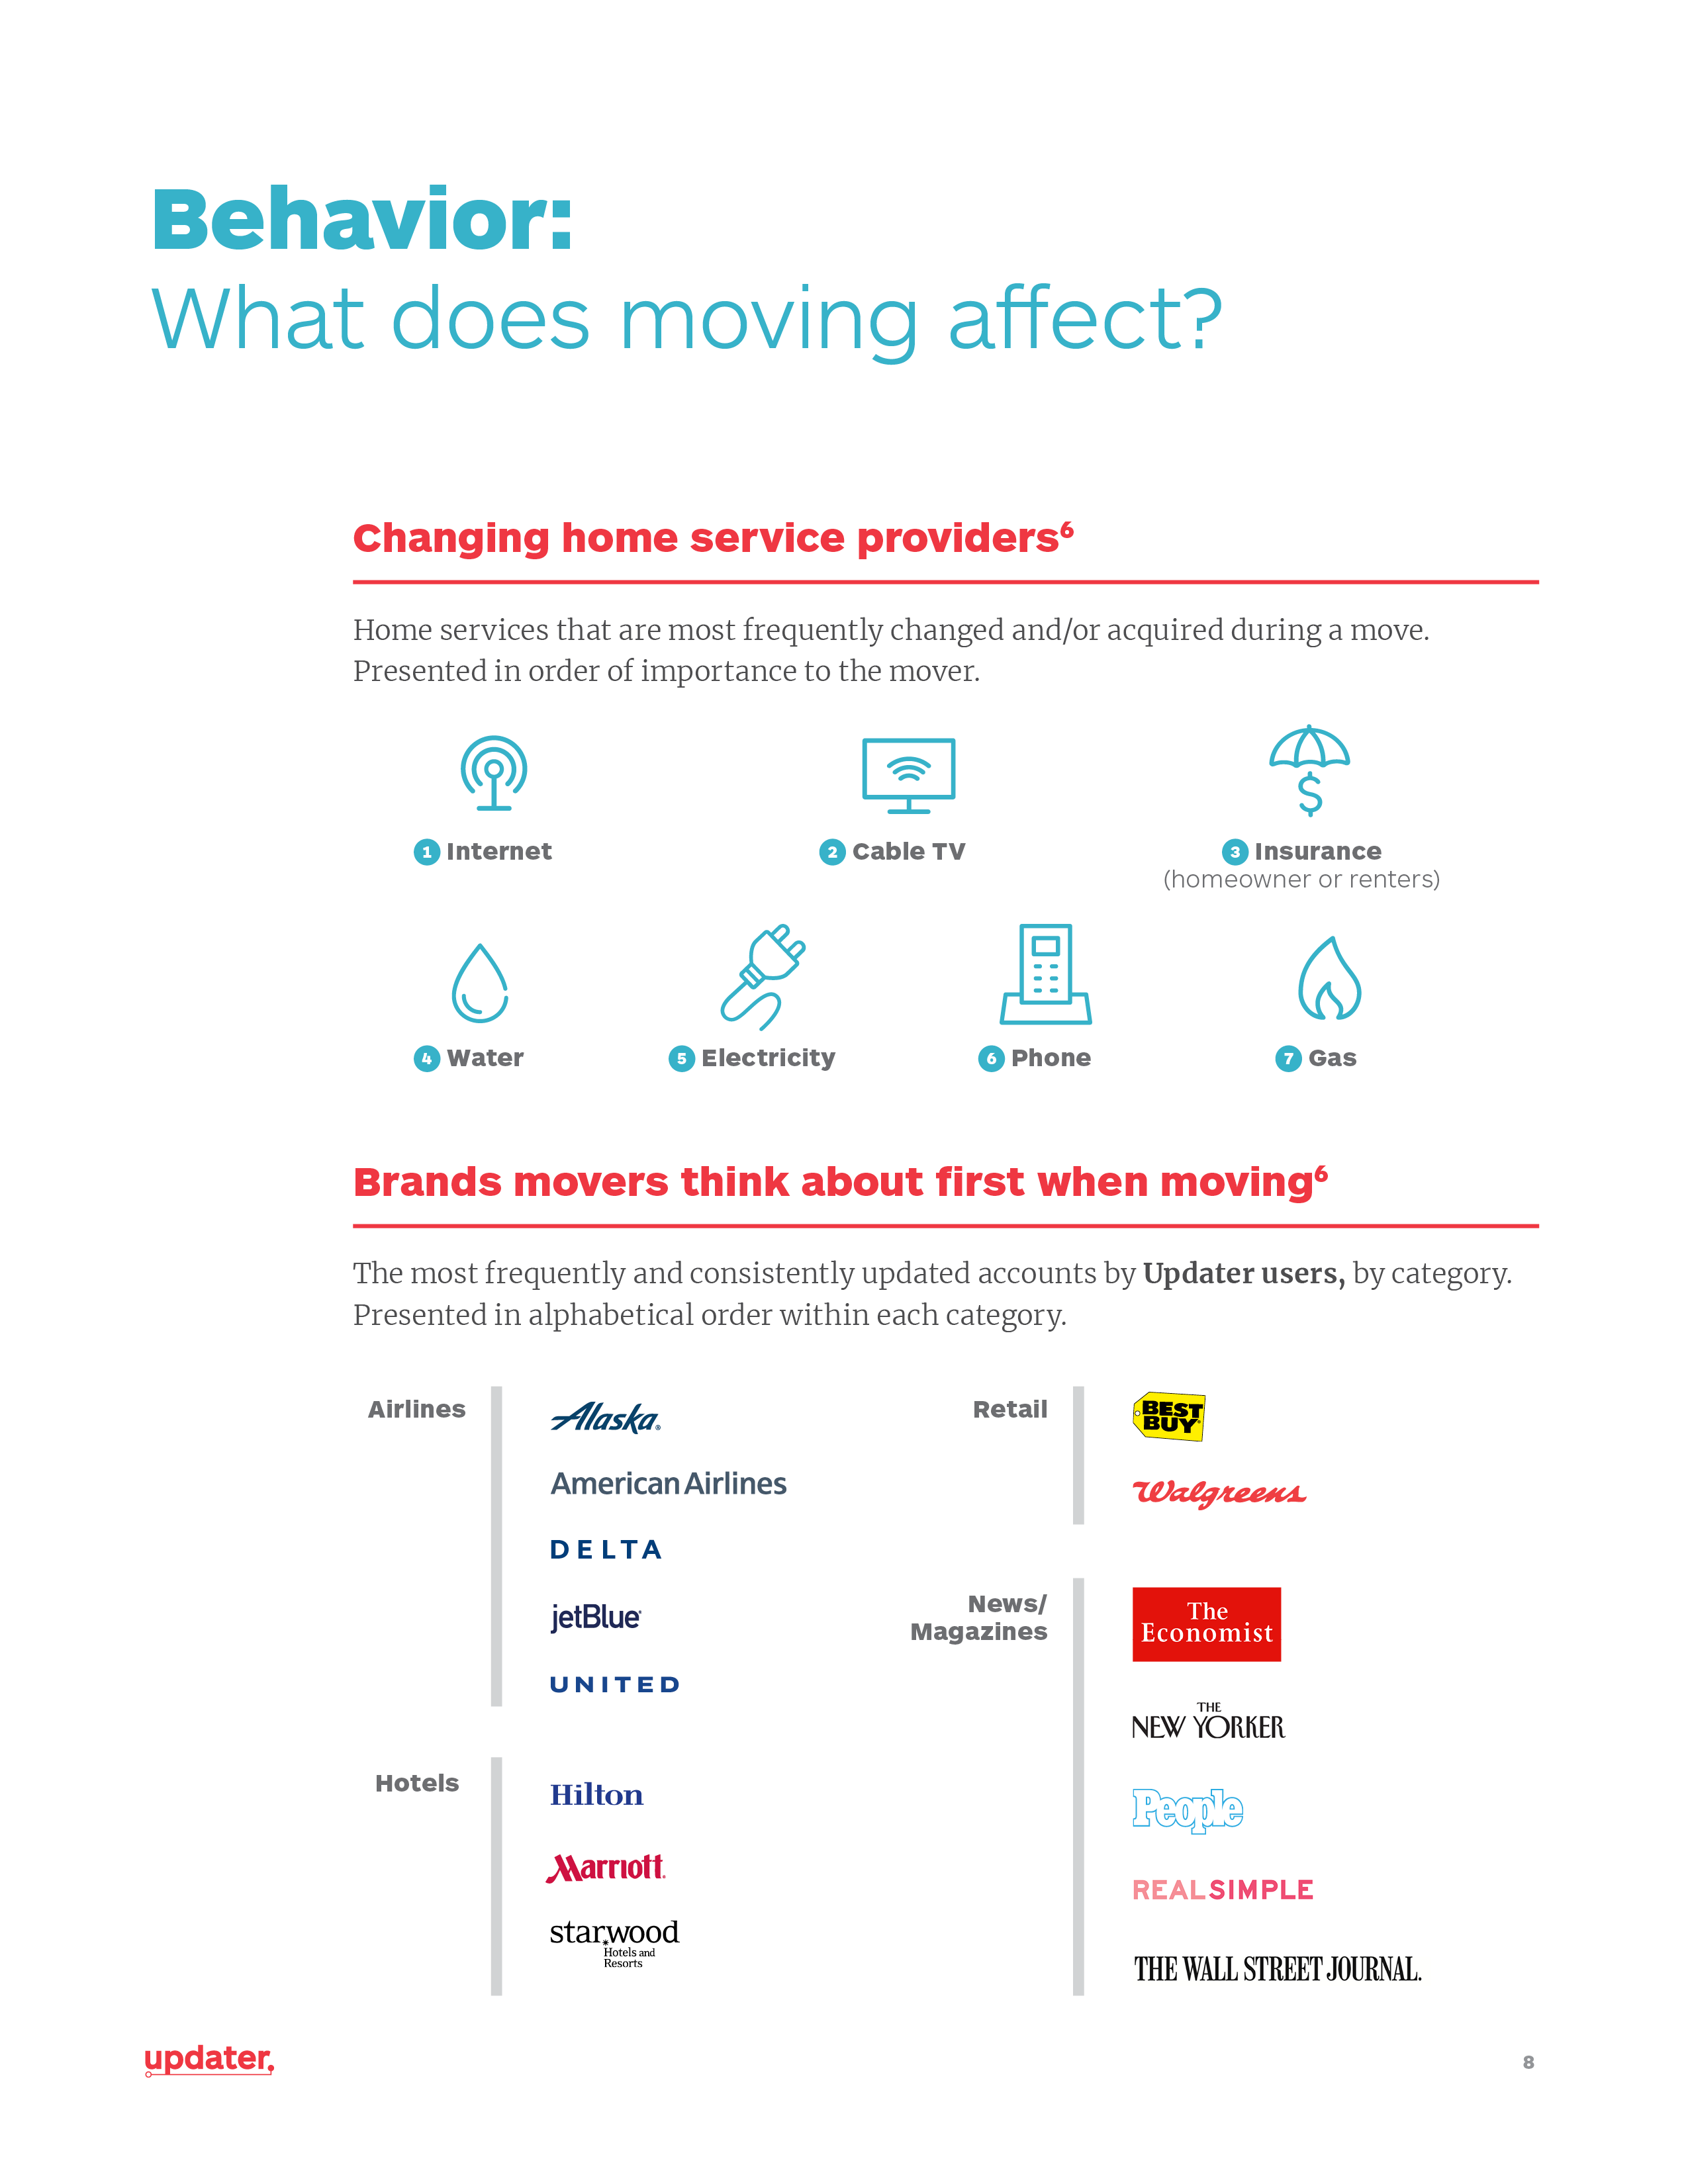 Behavior:
What does moving affect?
Changing home service providers⁶
Home services that are most frequently changed and/or acquired during a move.
Presented in order of importance to the mover.
1 Internet
2 Cable TV
3 Insurance
(homeowner or renters)
4 Water
5 Electricity
6 Phone
7 Gas
Brands movers think about first when moving⁶
The most frequently and consistently updated accounts by Updater users, by category.
Presented in alphabetical order within each category.
Airlines
Alaska®
American Airlines
DELTA
jetBlue
UNITED
Hotels
Hilton
Marriott
starwood
Hotels and
Resorts
Retail
BEST
BUY
Walgreens
News/
Magazines
The
Economist
THE
NEW YORKER
People
REALSIMPLE
THE WALL STREET JOURNAL.
updater.
8